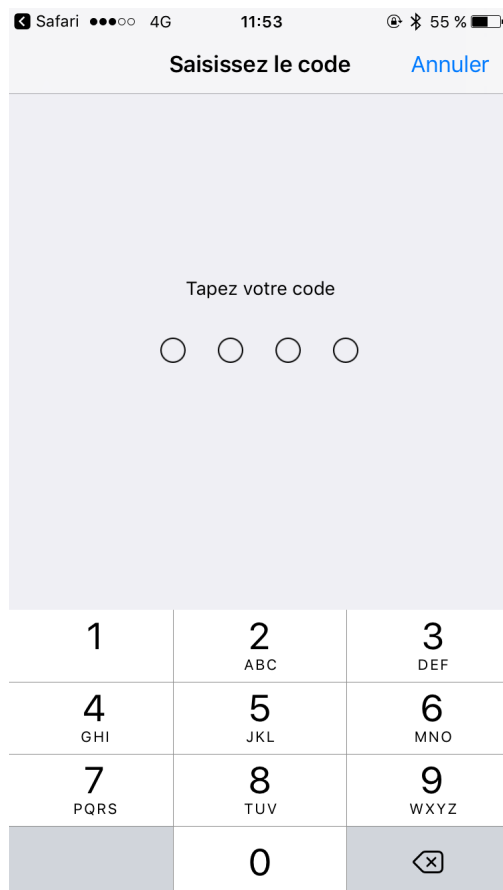 Safari 4G 11:53 55 %
Saisissez le code Annuler
Tapez votre code
1 2 3
ABC DEF
4 5 6
GHI JKL MNO
7 8 9
PQRS TUV WXYZ
0